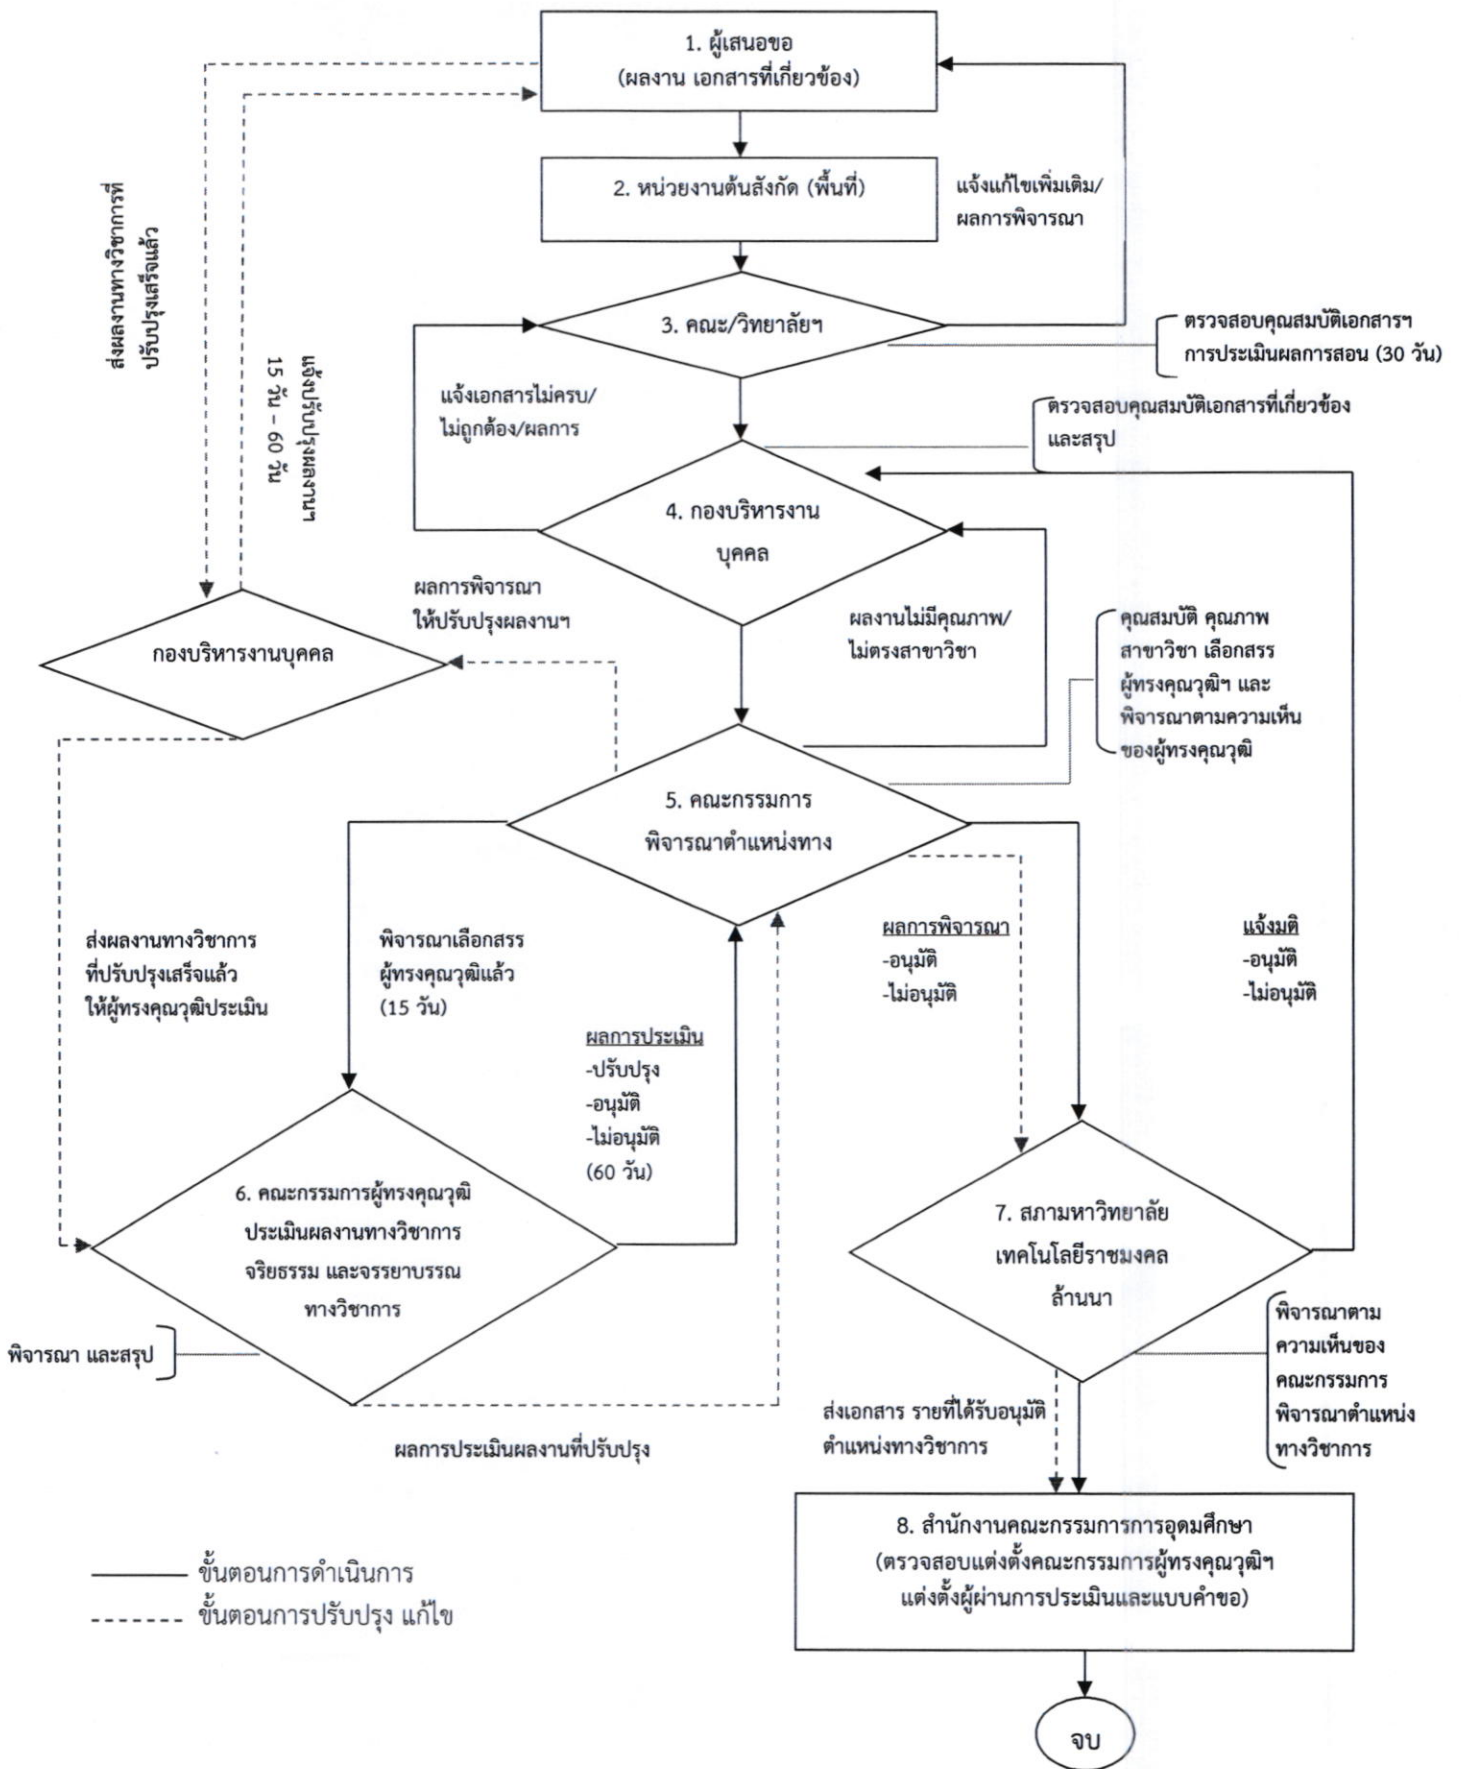 1. ผู้เสนอขอ
(ผลงาน เอกสารที่เกี่ยวข้อง)
2. หน่วยงานต้นสังกัด (พื้นที่)
แจ้งแก้ไขเพิ่มเติม/
ผลการพิจารณา
ส่งผลงานทางวิชาการที่
ปรับปรุงเสร็จแล้ว
แจ้งปรับปรุงผลงานฯ
15 วัน – 60 วัน
3. คณะ/วิทยาลัยฯ
ตรวจสอบคุณสมบัติเอกสารฯ
การประเมินผลการสอน (30 วัน)
แจ้งเอกสารไม่ครบ/
ไม่ถูกต้อง/ผลการ
ตรวจสอบคุณสมบัติเอกสารที่เกี่ยวข้อง
และสรุป
4. กองบริหารงาน
บุคคล
ผลการพิจารณา
ให้ปรับปรุงผลงานฯ
กองบริหารงานบุคคล
ผลงานไม่มีคุณภาพ/
ไม่ตรงสาขาวิชา
คุณสมบัติ คุณภาพ
สาขาวิชา เลือกสรร
ผู้ทรงคุณวุฒิฯ และ
พิจารณาตามความเห็น
ของผู้ทรงคุณวุฒิ
5. คณะกรรมการ
พิจารณาตำแหน่งทาง
ส่งผลงานทางวิชาการ
ที่ปรับปรุงเสร็จแล้ว
ให้ผู้ทรงคุณวุฒิประเมิน
พิจารณาเลือกสรร
ผู้ทรงคุณวุฒิแล้ว
(15 วัน)
ผลการประเมิน
-ปรับปรุง
-อนุมัติ
-ไม่อนุมัติ
(60 วัน)
ผลการพิจารณา
-อนุมัติ
-ไม่อนุมัติ
แจ้งมติ
-อนุมัติ
-ไม่อนุมัติ
6. คณะกรรมการผู้ทรงคุณวุฒิ
ประเมินผลงานทางวิชาการ
จริยธรรม และจรรยาบรรณ
ทางวิชาการ
พิจารณา และสรุป
7. สภามหาวิทยาลัย
เทคโนโลยีราชมงคล
ล้านนา
พิจารณาตาม
ความเห็นของ
คณะกรรมการ
พิจารณาตำแหน่ง
ทางวิชาการ
ผลการประเมินผลงานที่ปรับปรุง
ส่งเอกสาร รายที่ได้รับอนุมัติ
ตำแหน่งทางวิชาการ
8. สำนักงานคณะกรรมการการอุดมศึกษา
(ตรวจสอบแต่งตั้งคณะกรรมการผู้ทรงคุณวุฒิฯ
แต่งตั้งผู้ผ่านการประเมินและแบบคำขอ)
ขั้นตอนการดำเนินการ
ขั้นตอนการปรับปรุง แก้ไข
จบ